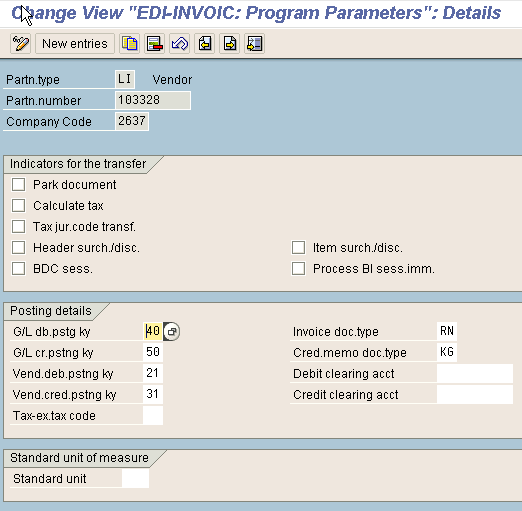 Change View "EDI-INVOIC: Program Parameters": Details
New entries
Partn.type LI Vendor
Partn.number 103328
Company Code 2637
Indicators for the transfer
Park document
Calculate tax
Tax jur.code transf.
Header surch./disc. Item surch./disc.
BDC sess. Process BI sess.imm.
Posting details
G/L db.pstg ky 40 Invoice doc.type RN
G/L cr.pstng ky 50 Cred.memo doc.type KG
Vend.deb.pstng ky 21 Debit clearing acct
Vend.cred.pstng ky 31 Credit clearing acct
Tax-ex.tax code
Standard unit of measure
Standard unit